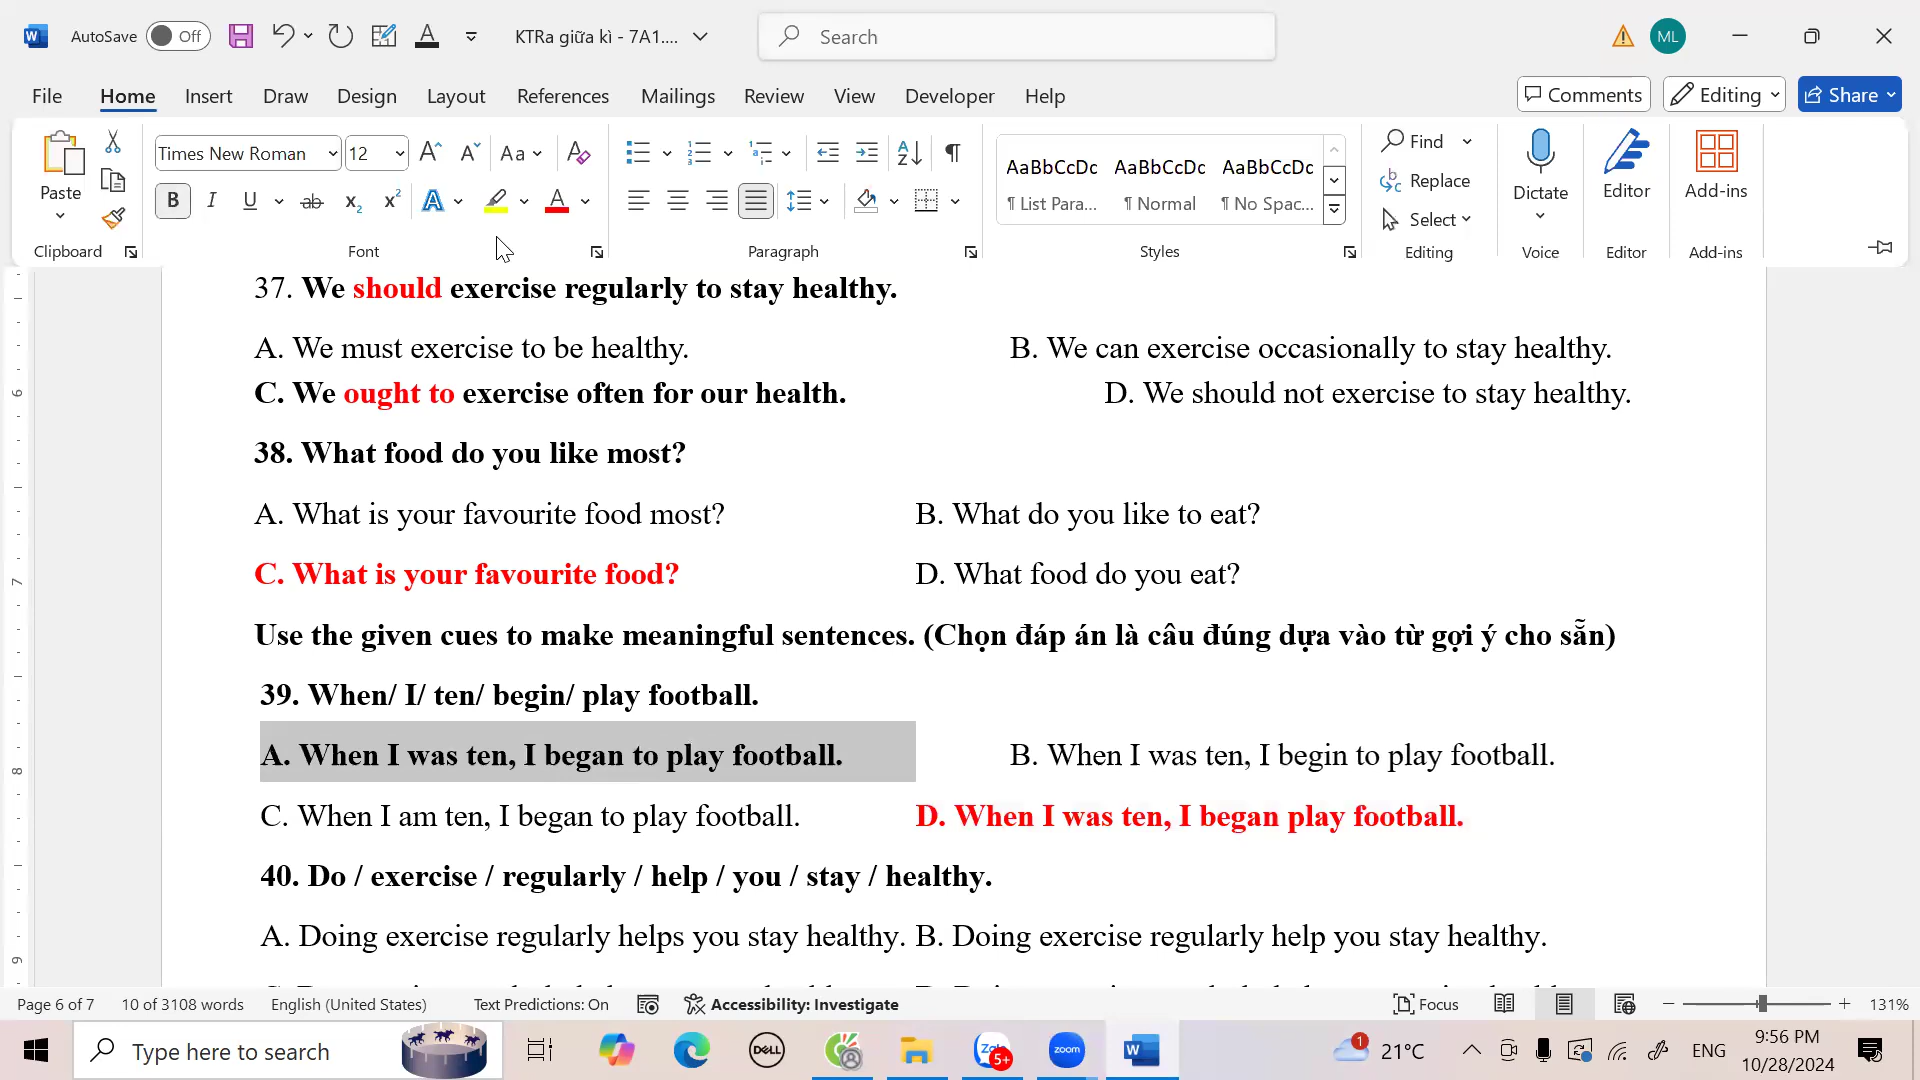 AutoSave Off KTRa giữa kì - 7A1.... Search ML
File Home Insert Draw Design Layout References Mailings Review View Developer Help Comments Editing Share
Paste Times New Roman 12 Aa AaBbCcDc AaBbCcDc AaBbCcDc Find Replace Select Dictate Editor Add-ins
¶ List Para... ¶ Normal ¶ No Spac...
Clipboard Font Paragraph Styles Editing Voice Editor Add-ins
37. We should exercise regularly to stay healthy.
A. We must exercise to be healthy. B. We can exercise occasionally to stay healthy.
C. We ought to exercise often for our health. D. We should not exercise to stay healthy.
38. What food do you like most?
A. What is your favourite food most? B. What do you like to eat?
C. What is your favourite food? D. What food do you eat?
Use the given cues to make meaningful sentences. (Chọn đáp án là câu đúng dựa vào từ gợi ý cho sẵn)
39. When/ I/ ten/ begin/ play football.
A. When I was ten, I began to play football. B. When I was ten, I begin to play football.
C. When I am ten, I began to play football. D. When I was ten, I began play football.
40. Do / exercise / regularly / help / you / stay / healthy.
A. Doing exercise regularly helps you stay healthy. B. Doing exercise regularly help you stay healthy.
Page 6 of 7 10 of 3108 words English (United States) Text Predictions: On Accessibility: Investigate Focus 131%
Type here to search DELL Zalo 5+ zoom W 1 21°C ENG 9:56 PM
10/28/2024